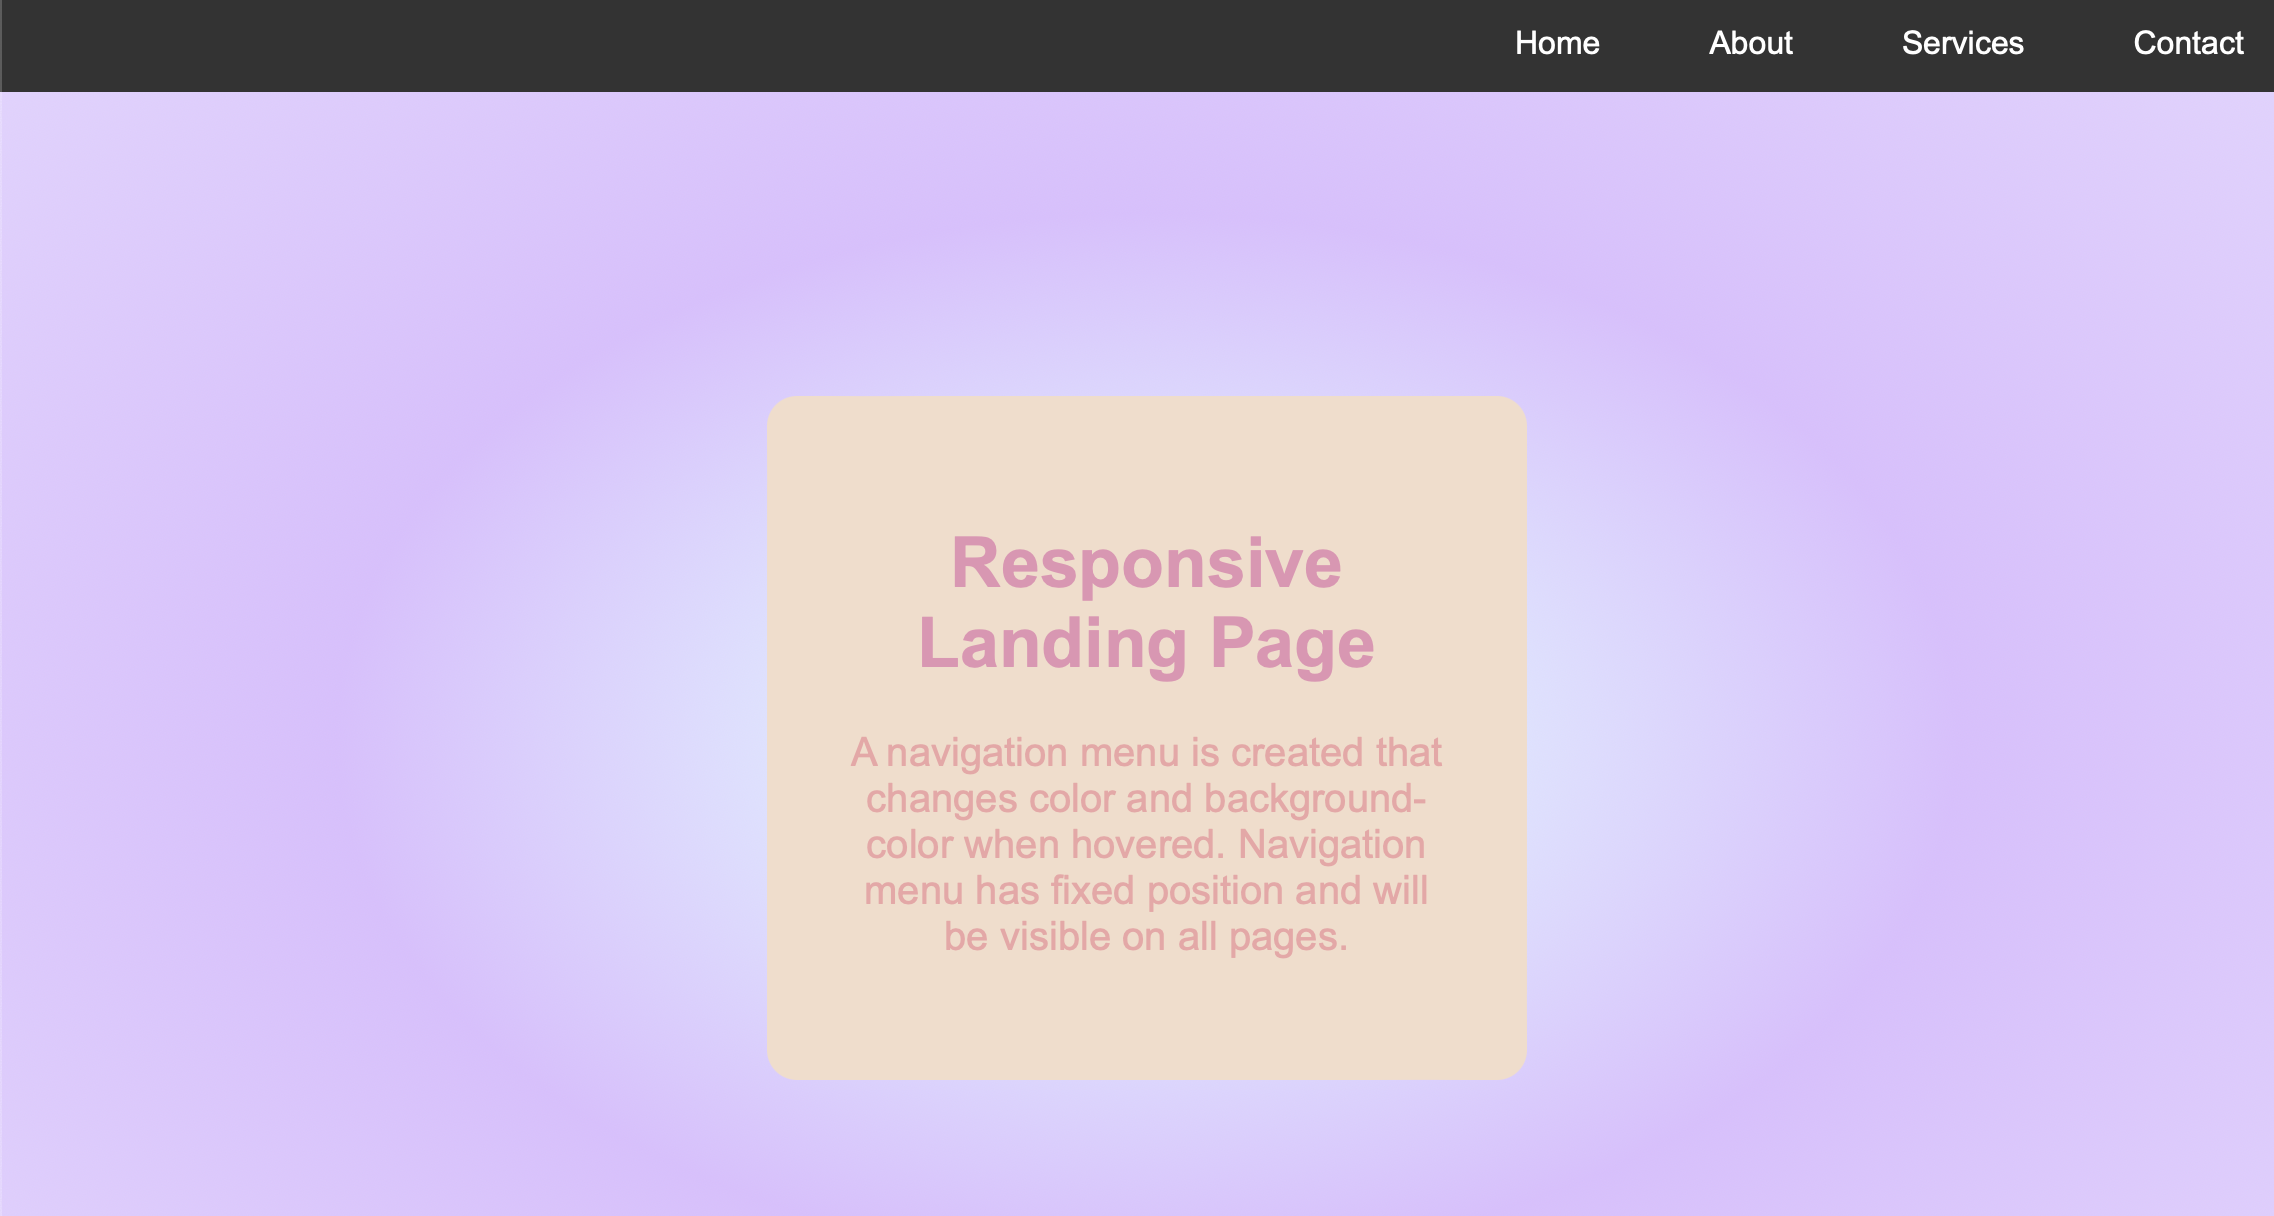 Home About Services Contact
Responsive
Landing Page
A navigation menu is created that
changes color and background-
color when hovered. Navigation
menu has fixed position and will
be visible on all pages.